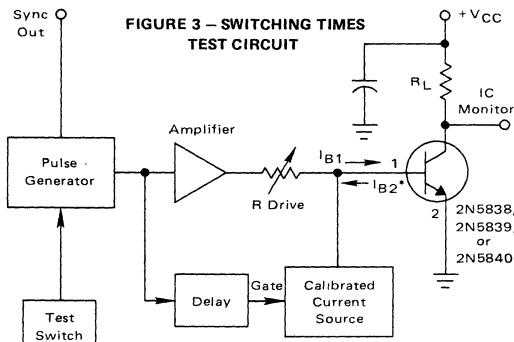 Sync
Out
FIGURE 3 – SWITCHING TIMES
TEST CIRCUIT
+VCC
RL
IC
Monitor
Amplifier
Pulse
Generator
IB1
1
R Drive
IB2*
2
2N5838,
2N5839,
or
2N5840
Gate
Delay
Calibrated
Current
Source
Test
Switch